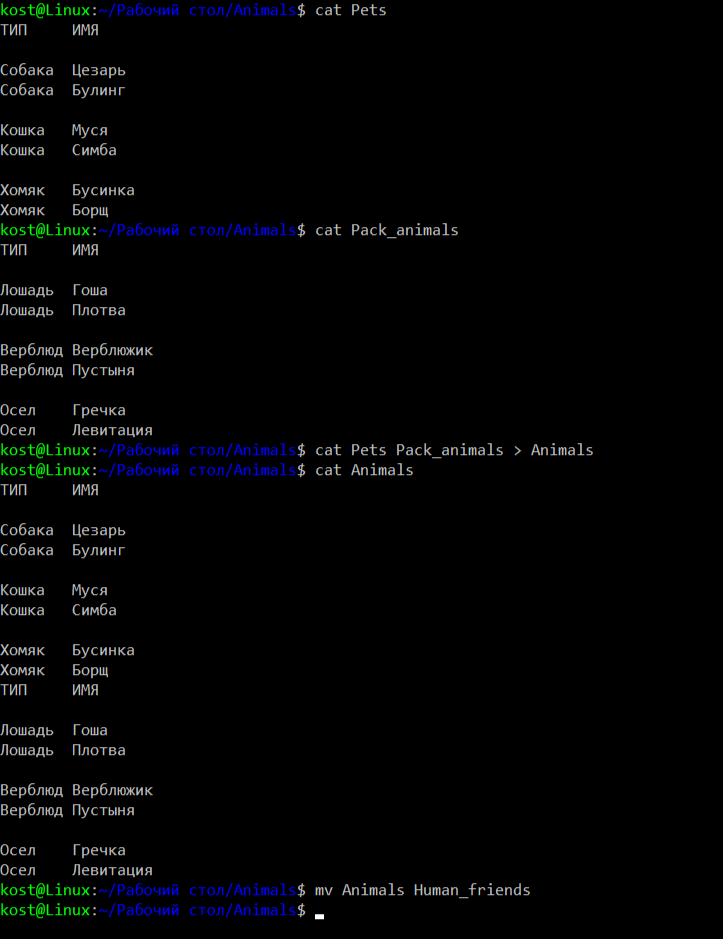 kost@Linux:~/Рабочий стол/Animals$ cat Pets
ТИП     ИМЯ
Собака  Цезарь
Собака  Булинг
Кошка   Муся
Кошка   Симба
Хомяк   Бусинка
Хомяк   Борщ
kost@Linux:~/Рабочий стол/Animals$ cat Pack_animals
ТИП     ИМЯ
Лошадь  Гоша
Лошадь  Плотва
Верблюд Верблюжик
Верблюд Пустыня
Осел    Гречка
Осел    Левитация
kost@Linux:~/Рабочий стол/Animals$ cat Pets Pack_animals > Animals
kost@Linux:~/Рабочий стол/Animals$ cat Animals
ТИП     ИМЯ
Собака  Цезарь
Собака  Булинг
Кошка   Муся
Кошка   Симба
Хомяк   Бусинка
Хомяк   Борщ
ТИП     ИМЯ
Лошадь  Гоша
Лошадь  Плотва
Верблюд Верблюжик
Верблюд Пустыня
Осел    Гречка
Осел    Левитация
kost@Linux:~/Рабочий стол/Animals$ mv Animals Human_friends
kost@Linux:~/Рабочий стол/Animals$